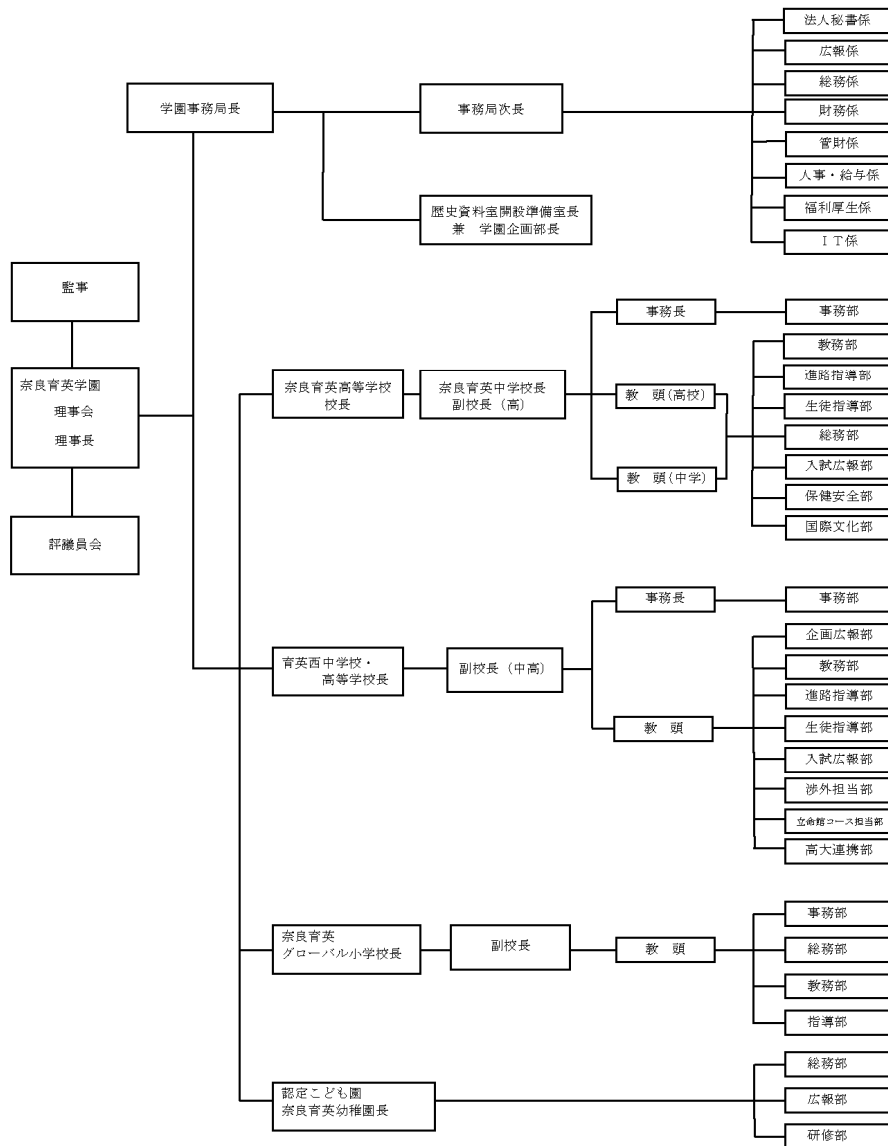 法人秘書係
広報係
総務係
学園事務局長
事務局次長
財務係
管財係
人事・給与係
歴史資料室開設準備室長
兼　学園企画部長
福利厚生係
ＩＴ係
監事
奈良育英学園
理事会
理事長
評議員会
事務長
事務部
教務部
奈良育英高等学校
校長
奈良育英中学校長
副校長（高）
教　頭(高校)
進路指導部
生徒指導部
総務部
教　頭(中学)
入試広報部
保健安全部
国際文化部
事務長
事務部
企画広報部
育英西中学校・
高等学校長
副校長（中高）
教務部
進路指導部
教　頭
生徒指導部
入試広報部
渉外担当部
立命館コース担当部
高大連携部
事務部
奈良育英
グローバル小学校長
副校長
教　頭
総務部
教務部
指導部
認定こども園
奈良育英幼稚園長
総務部
広報部
研修部